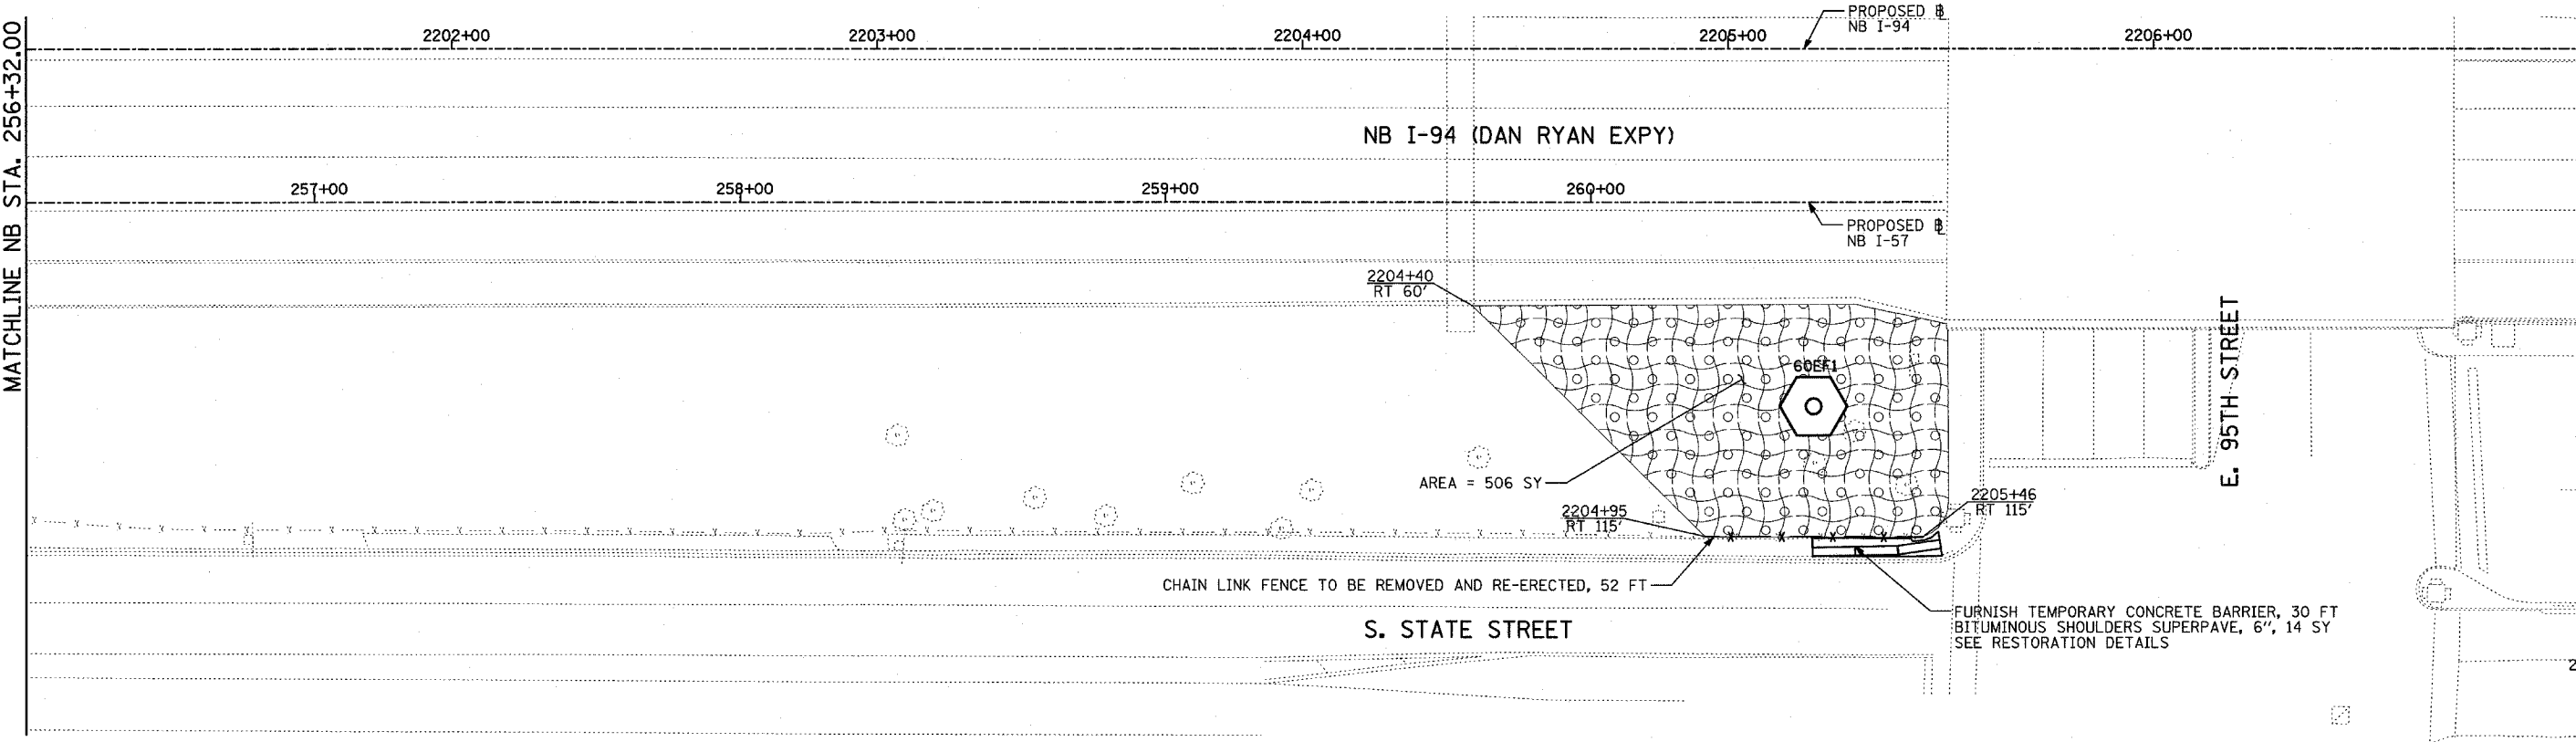 MATCHLINE NB STA. 256+32.00
2202+00
2203+00
2204+00
2205+00
2206+00
PROPOSED ℄
NB I-94
NB I-94 (DAN RYAN EXPY)
257+00
258+00
259+00
260+00
PROPOSED ℄
NB I-57
2204+40
RT 60'
60EF1
E. 95TH STREET
AREA = 506 SY
2204+95
RT 115'
2205+46
RT 115'
CHAIN LINK FENCE TO BE REMOVED AND RE-ERECTED, 52 FT
FURNISH TEMPORARY CONCRETE BARRIER, 30 FT
BITUMINOUS SHOULDERS SUPERPAVE, 6", 14 SY
SEE RESTORATION DETAILS
S. STATE STREET
2